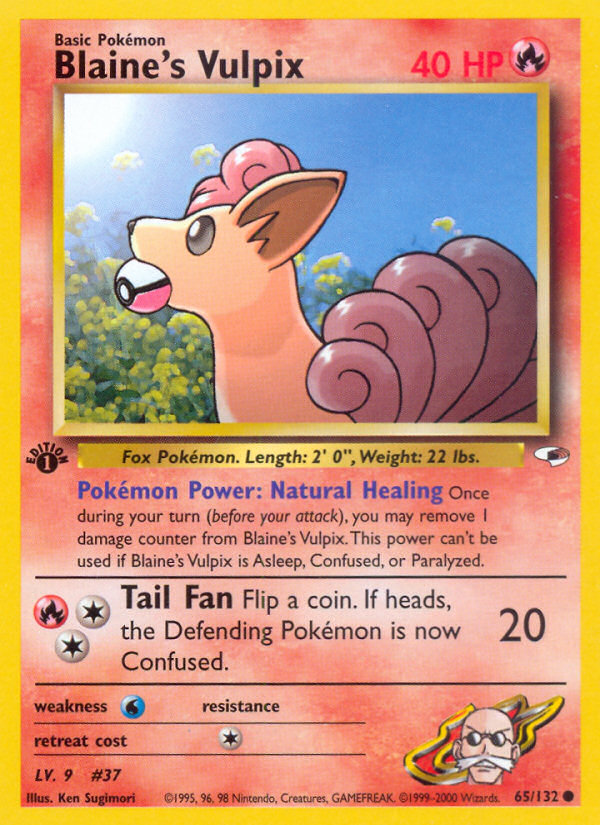 Basic Pokémon
Blaine's Vulpix
40 HP
EDITION
1
Fox Pokémon. Length: 2' 0", Weight: 22 lbs.
Pokémon Power: Natural Healing Once
during your turn (before your attack), you may remove 1
damage counter from Blaine's Vulpix. This power can't be
used if Blaine's Vulpix is Asleep, Confused, or Paralyzed.
Tail Fan Flip a coin. If heads,
the Defending Pokémon is now
Confused.
20
weakness
resistance
retreat cost
LV. 9 #37
Illus. Ken Sugimori ©1995, 96, 98 Nintendo, Creatures, GAMEFREAK. ©1999-2000 Wizards. 65/132